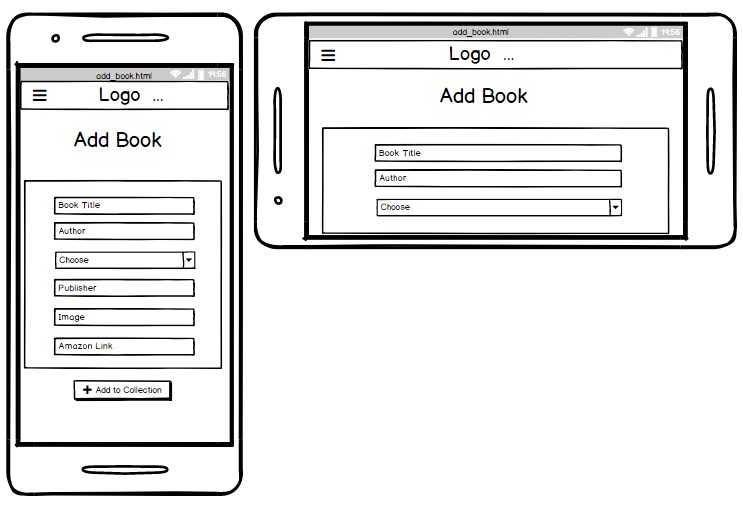 add_book.html 19:56
Logo ...
Add Book
Book Title
Author
Choose
Publisher
Image
Amazon Link
Add to Collection
add_book.html 19:56
Logo ...
Add Book
Book Title
Author
Choose